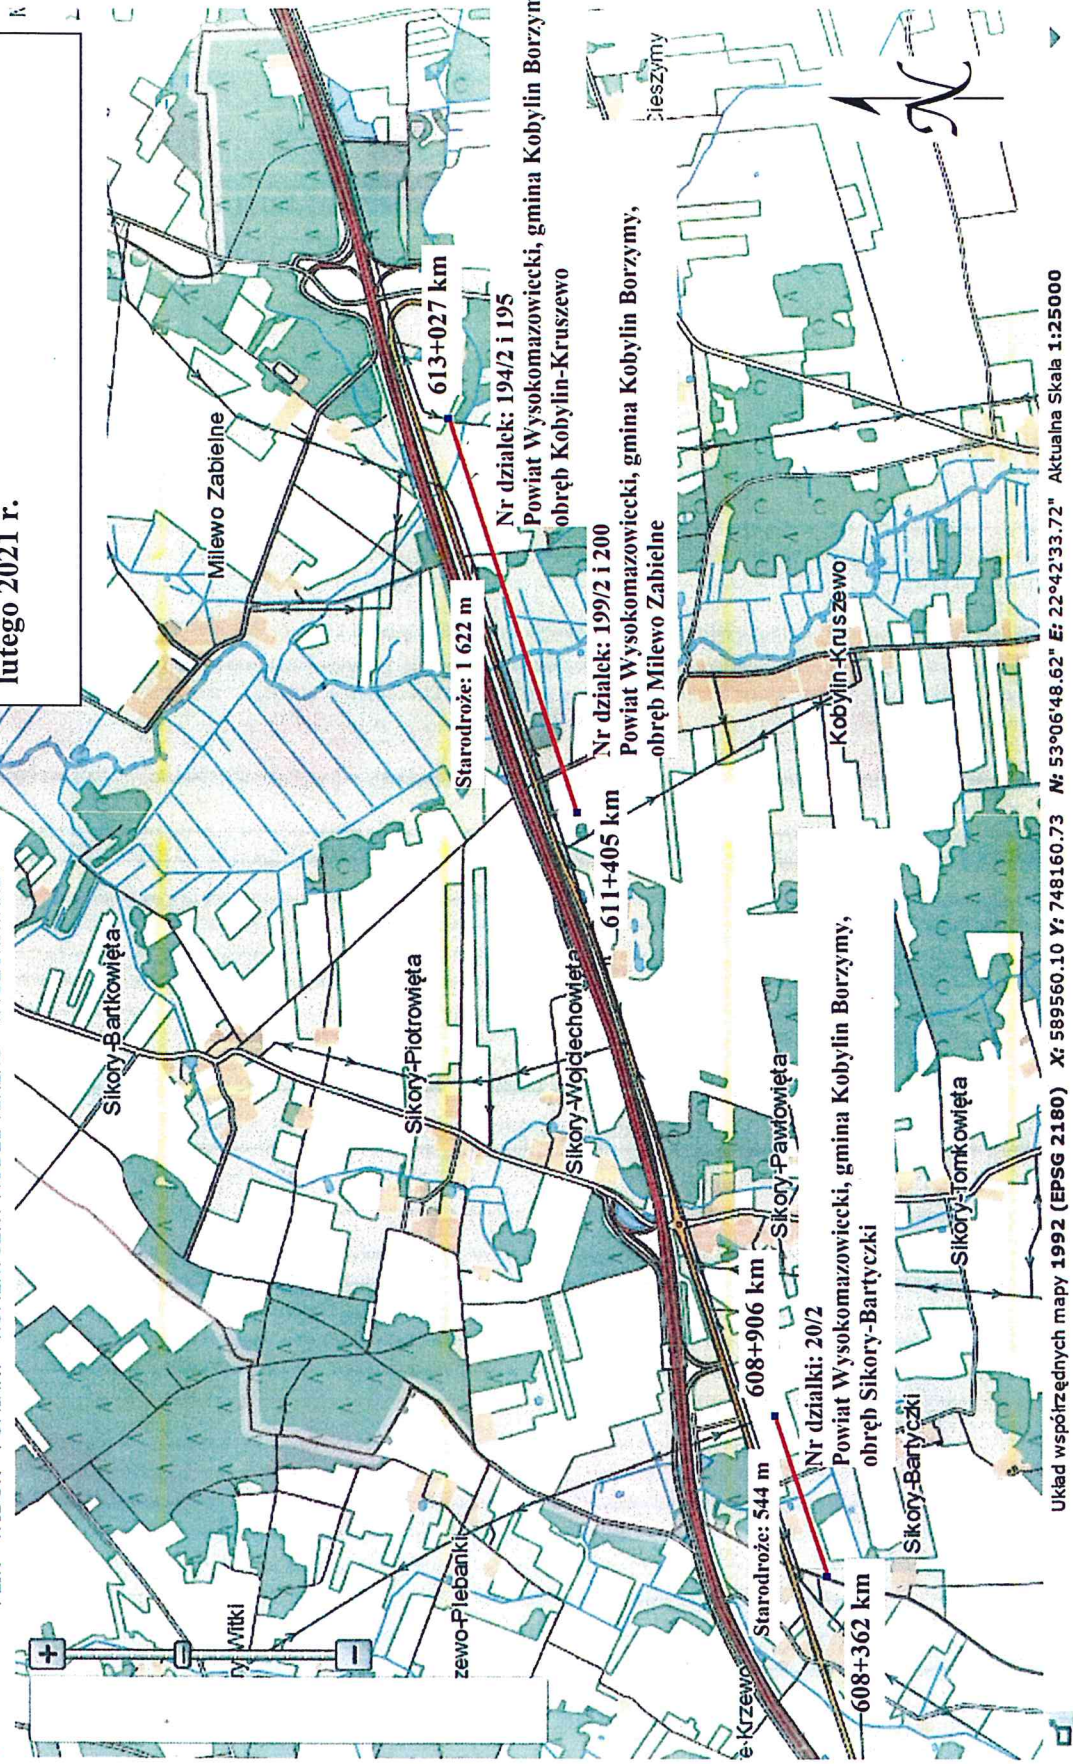 lutego 2021 r.
Milewo Zabielne
613+027 km
Nr działek: 194/2 i 195
Powiat Wysokomazowiecki, gmina Kobylin Borzym
obręb Kobylin-Kruszewo
Starodroże: 1 622 m
Nr działek: 199/2 i 200
Powiat Wysokomazowiecki, gmina Kobylin Borzymy,
obręb Milewo Zabielne
611+405 km
Cieszymy
N
Kobylin-Kruszewo
Sikory-Bartkowięta
Sikory-Piotrowięta
Sikory-Wojciechowięta
Sikory-Pawłowięta
Sikory-Tomkowięta
608+906 km
Nr działki: 20/2
Powiat Wysokomazowiecki, gmina Kobylin Borzymy,
obręb Sikory-Bartyczki
Starodroże: 544 m
608+362 km
Sikory-Bartyczki
zewo-Plebanki
ry-Witki
e-Krzewo
Układ współrzędnych mapy 1992 (EPSG 2180) X: 589560.10 Y: 748160.73 N: 53°06'48.62" E: 22°42'33.72" Aktualna Skala 1:25000